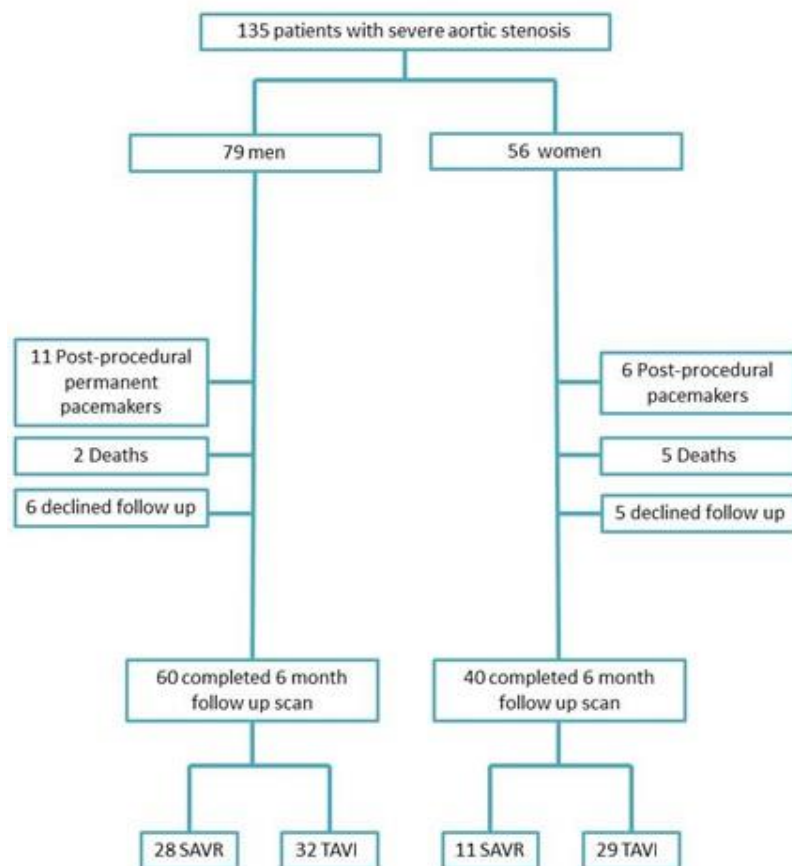 135 patients with severe aortic stenosis
79 men
56 women
11 Post-procedural
permanent
pacemakers
6 Post-procedural
pacemakers
2 Deaths
5 Deaths
6 declined follow up
5 declined follow up
60 completed 6 month
follow up scan
40 completed 6 month
follow up scan
28 SAVR
32 TAVI
11 SAVR
29 TAVI